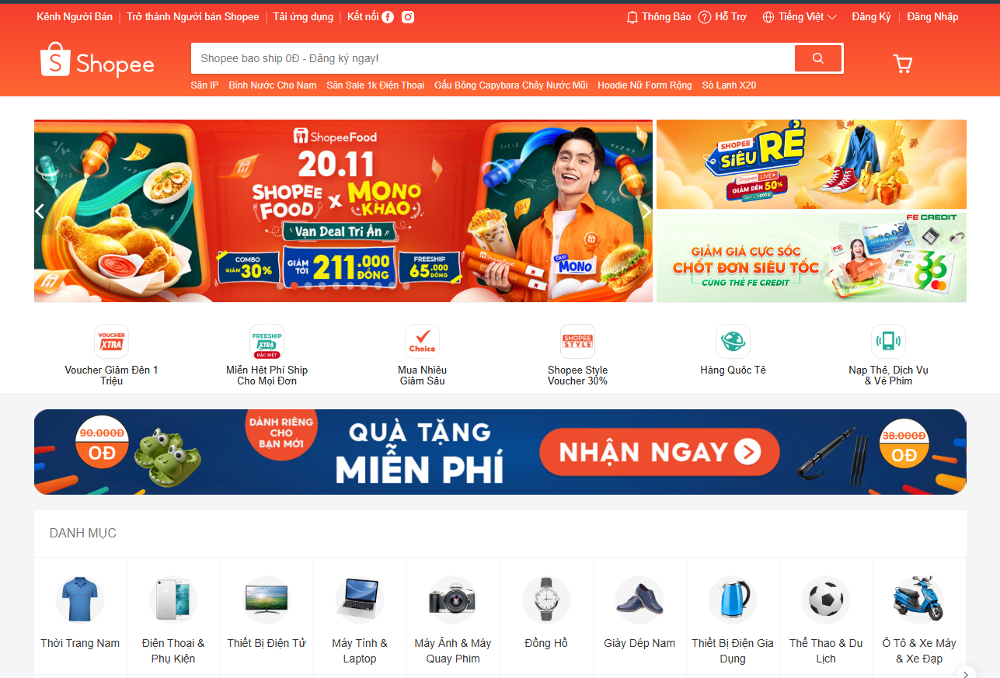 Kênh Người Bán
Trở thành Người bán Shopee
Tải ứng dụng
Kết nối
Thông Báo
Hỗ Trợ
Tiếng Việt
Đăng Ký
Đăng Nhập
Shopee
Shopee bao ship 0Đ - Đăng ký ngay!
Săn IP
Bình Nước Cho Nam
Săn Sale 1k Điện Thoại
Gấu Bông Capybara Chảy Nước Mũi
Hoodie Nữ Form Rộng
Sò Lạnh X20
ShopeeFood
20.11
SHOPEE
FOOD
x
MONO
KHAO
Vạn Deal Tri Ân
COMBO
GIẢM 30%
GIẢM
TỚI
211.000
ĐỒNG
FREESHIP
65.000
ĐỒNG
CA SĨ
MONO
SHOPEE
SIÊU RẺ
Shopee LIVE
GIẢM ĐẾN 50%
FE CREDIT
GIẢM GIÁ CỰC SỐC
CHỐT ĐƠN SIÊU TỐC
CÙNG THẺ FE CREDIT
FE
VOUCHER
XTRA
Voucher Giảm Đến 1
Triệu
FREESHIP
XTRA
ĐẶC BIỆT
Miễn Hết Phí Ship
Cho Mọi Đơn
Choice
Mua Nhiều
Giảm Sâu
SHOPEE
STYLE
Shopee Style
Voucher 30%
Hàng Quốc Tế
Nạp Thẻ, Dịch Vụ
& Vé Phim
90.000Đ
0Đ
DÀNH RIÊNG
CHO
BẠN MỚI
QUÀ TẶNG
MIỄN PHÍ
NHẬN NGAY
38.000Đ
0Đ
DANH MỤC
Thời Trang Nam
Điện Thoại &
Phụ Kiện
Thiết Bị Điện Tử
Máy Tính &
Laptop
Máy Ảnh & Máy
Quay Phim
Đồng Hồ
Giày Dép Nam
Thiết Bị Điện Gia
Dụng
Thể Thao & Du
Lịch
Ô Tô & Xe Máy
& Xe Đạp